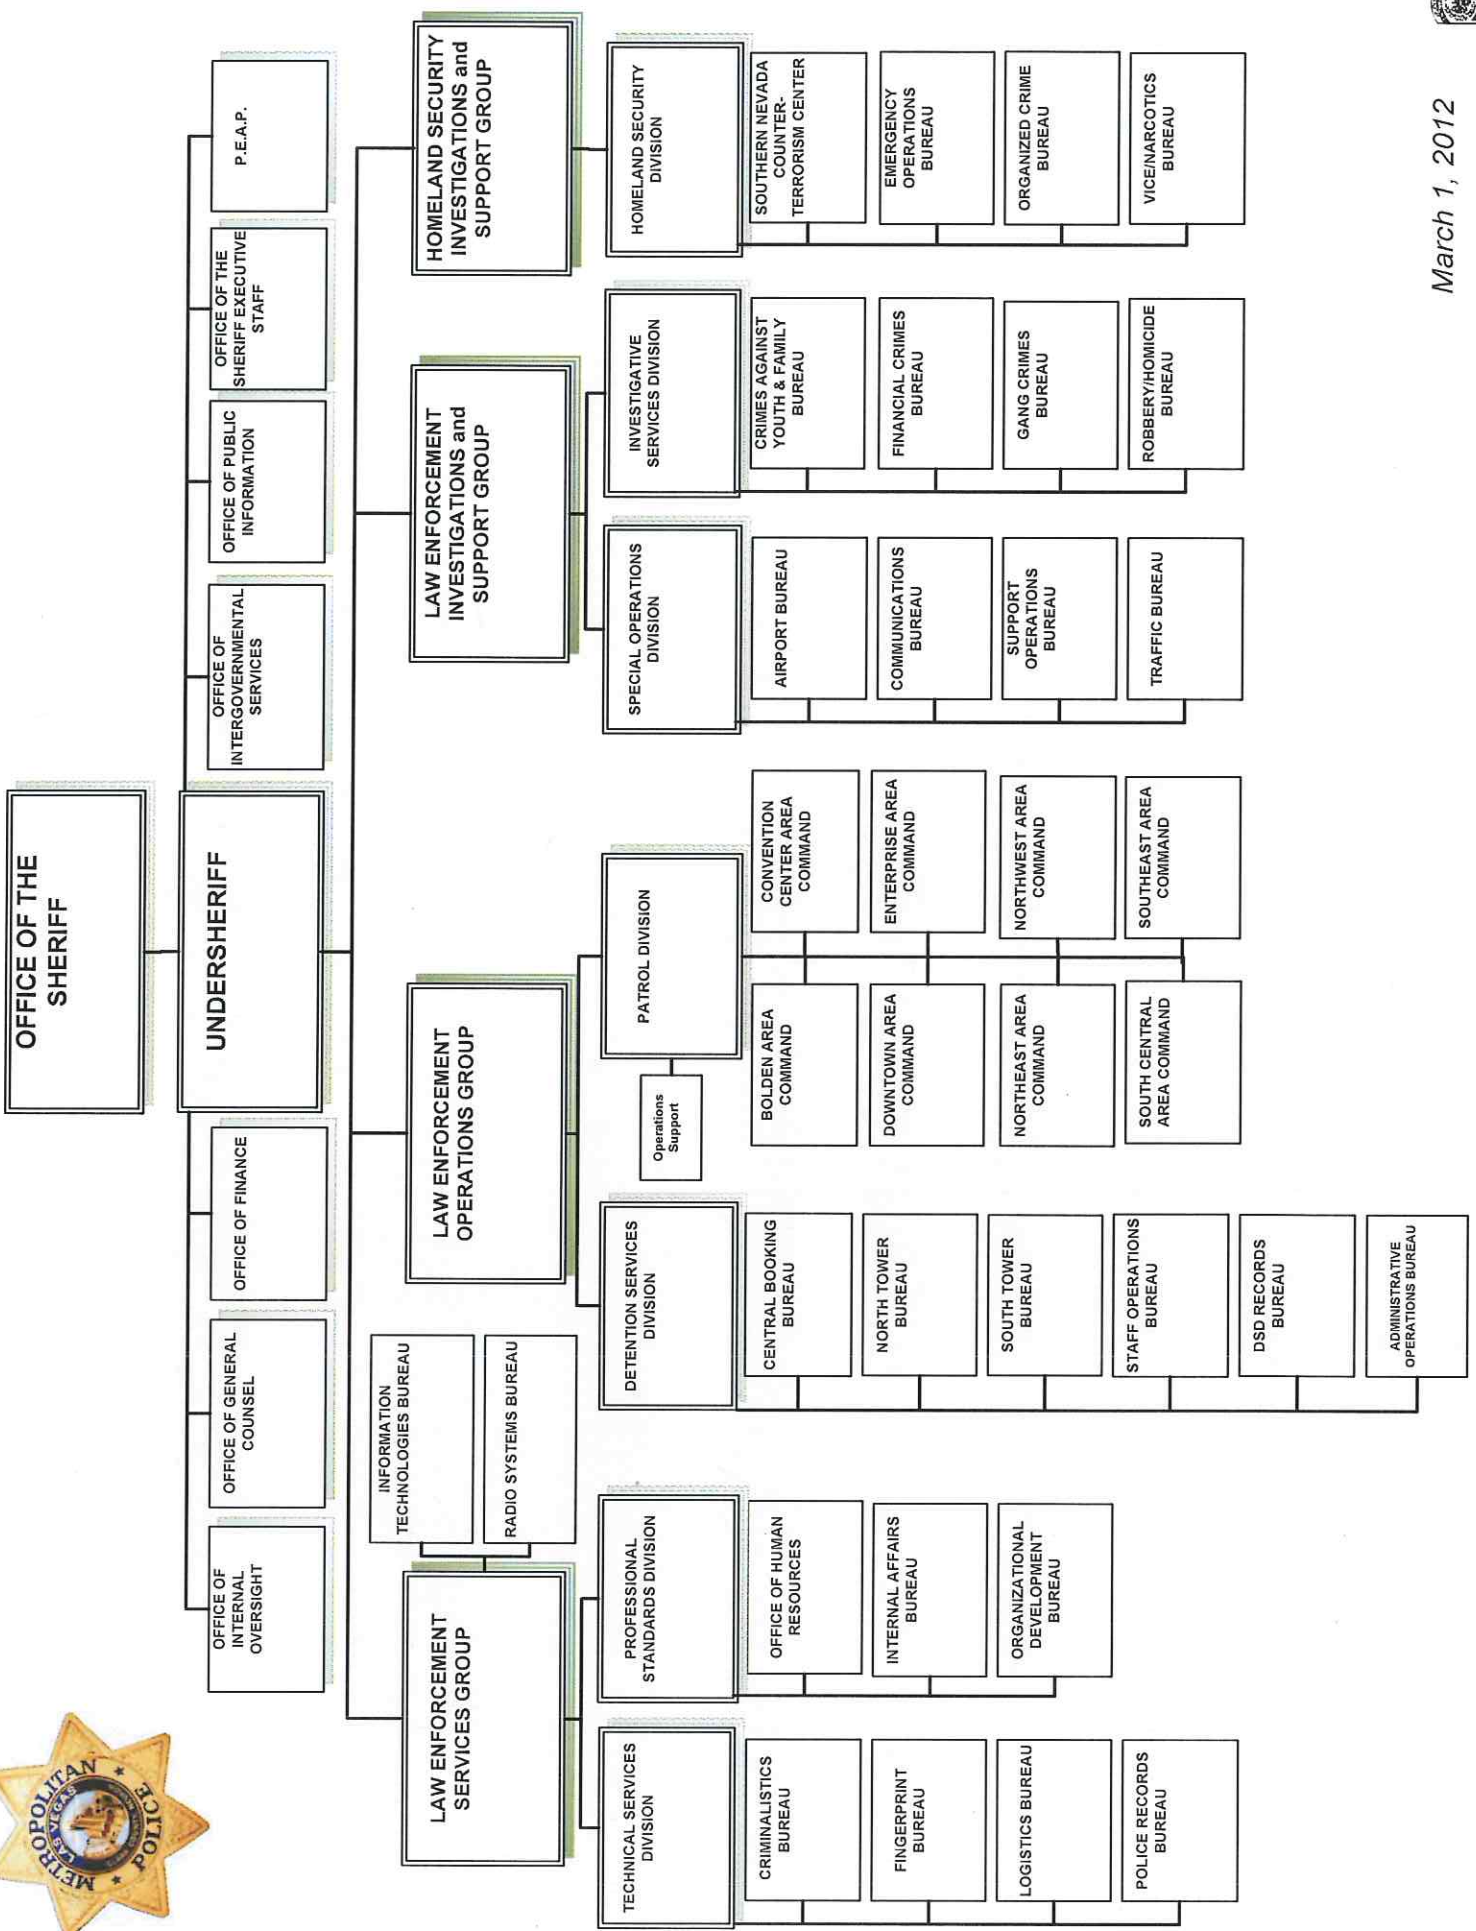 METROPOLITAN
LAS VEGAS
POLICE
OFFICE OF THE
SHERIFF
UNDERSHERIFF
OFFICE OF
INTERNAL
OVERSIGHT
OFFICE OF GENERAL
COUNSEL
OFFICE OF FINANCE
OFFICE OF
INTERGOVERNMENTAL
SERVICES
OFFICE OF PUBLIC
INFORMATION
OFFICE OF THE
SHERIFF EXECUTIVE
STAFF
P.E.A.P.
LAW ENFORCEMENT
SERVICES GROUP
INFORMATION
TECHNOLOGIES BUREAU
RADIO SYSTEMS BUREAU
TECHNICAL SERVICES
DIVISION
CRIMINALISTICS
BUREAU
FINGERPRINT
BUREAU
LOGISTICS BUREAU
POLICE RECORDS
BUREAU
PROFESSIONAL
STANDARDS DIVISION
OFFICE OF HUMAN
RESOURCES
INTERNAL AFFAIRS
BUREAU
ORGANIZATIONAL
DEVELOPMENT
BUREAU
LAW ENFORCEMENT
OPERATIONS GROUP
DETENTION SERVICES
DIVISION
CENTRAL BOOKING
BUREAU
NORTH TOWER
BUREAU
SOUTH TOWER
BUREAU
STAFF OPERATIONS
BUREAU
DSD RECORDS
BUREAU
ADMINISTRATIVE
OPERATIONS BUREAU
PATROL DIVISION
Operations
Support
BOLDEN AREA
COMMAND
CONVENTION
CENTER AREA
COMMAND
DOWNTOWN AREA
COMMAND
ENTERPRISE AREA
COMMAND
NORTHEAST AREA
COMMAND
NORTHWEST AREA
COMMAND
SOUTH CENTRAL
AREA COMMAND
SOUTHEAST AREA
COMMAND
LAW ENFORCEMENT
INVESTIGATIONS and
SUPPORT GROUP
SPECIAL OPERATIONS
DIVISION
AIRPORT BUREAU
COMMUNICATIONS
BUREAU
SUPPORT
OPERATIONS
BUREAU
TRAFFIC BUREAU
INVESTIGATIVE
SERVICES DIVISION
CRIMES AGAINST
YOUTH & FAMILY
BUREAU
FINANCIAL CRIMES
BUREAU
GANG CRIMES
BUREAU
ROBBERY/HOMICIDE
BUREAU
HOMELAND SECURITY
INVESTIGATIONS and
SUPPORT GROUP
HOMELAND SECURITY
DIVISION
SOUTHERN NEVADA
COUNTER-
TERRORISM CENTER
EMERGENCY
OPERATIONS
BUREAU
ORGANIZED CRIME
BUREAU
VICE/NARCOTICS
BUREAU
March 1, 2012